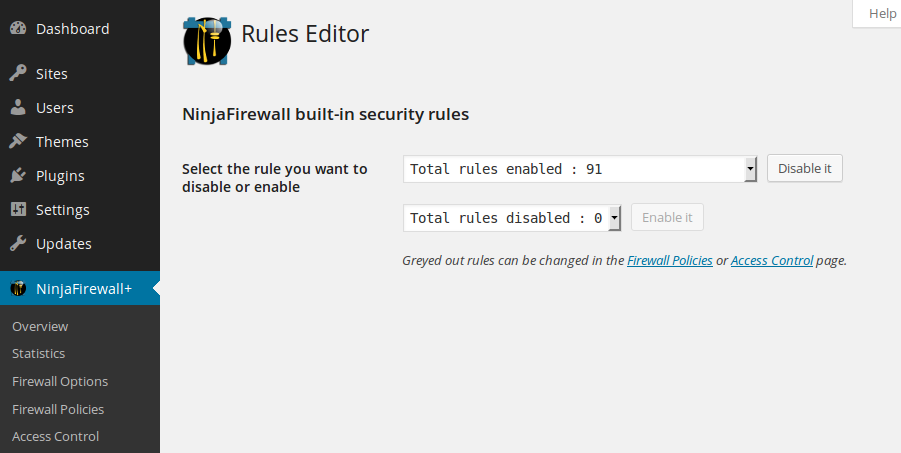 Dashboard
Sites
Users
Themes
Plugins
Settings
Updates
NinjaFirewall+
Overview
Statistics
Firewall Options
Firewall Policies
Access Control
Help
Rules Editor
NinjaFirewall built-in security rules
Select the rule you want to
disable or enable
Total rules enabled : 91
Disable it
Total rules disabled : 0
Enable it
Greyed out rules can be changed in the Firewall Policies or Access Control page.